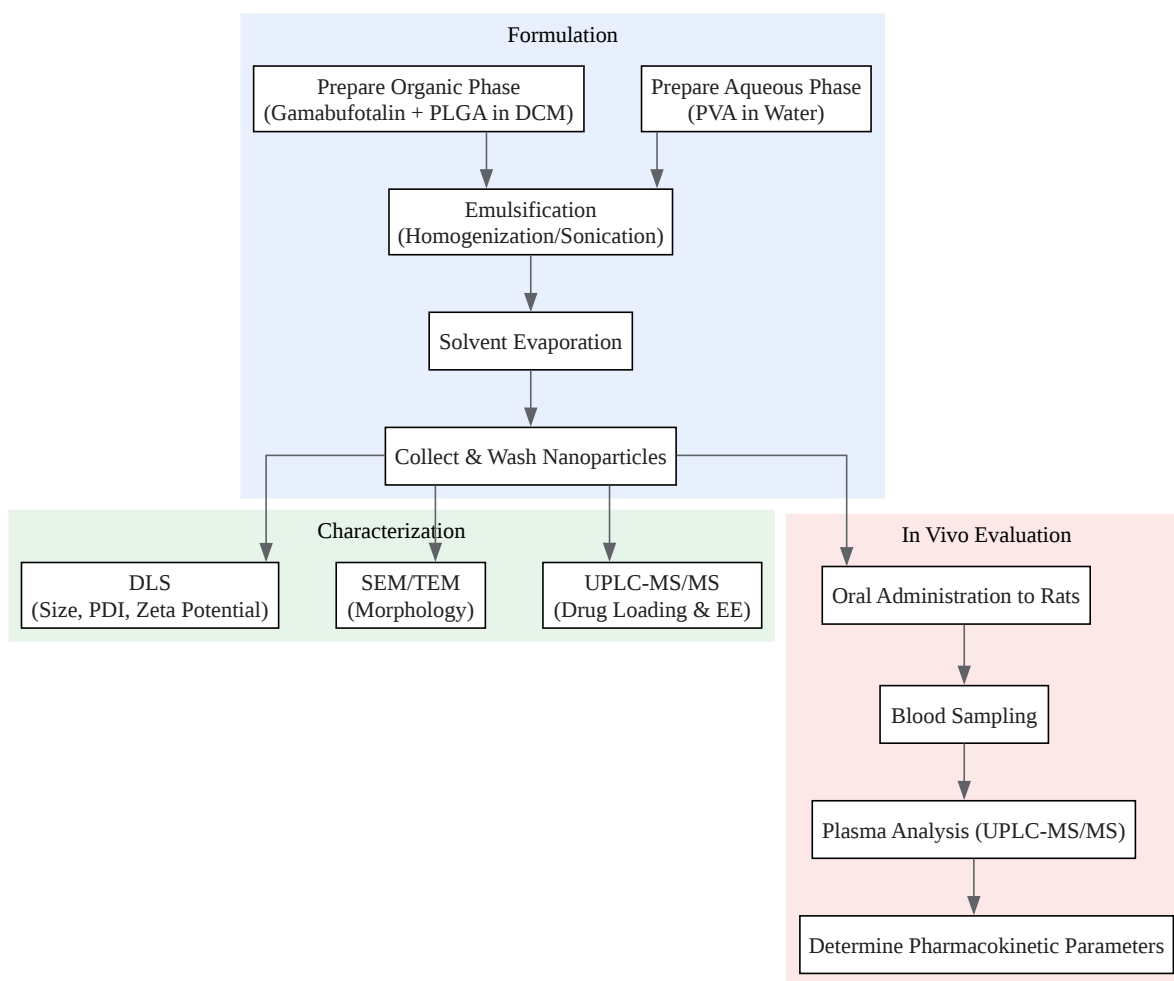 Formulation
Prepare Organic Phase
(Gamabufotalin + PLGA in DCM)
Prepare Aqueous Phase
(PVA in Water)
Emulsification
(Homogenization/Sonication)
Solvent Evaporation
Collect & Wash Nanoparticles
Characterization
DLS
(Size, PDI, Zeta Potential)
SEM/TEM
(Morphology)
UPLC-MS/MS
(Drug Loading & EE)
In Vivo Evaluation
Oral Administration to Rats
Blood Sampling
Plasma Analysis (UPLC-MS/MS)
Determine Pharmacokinetic Parameters